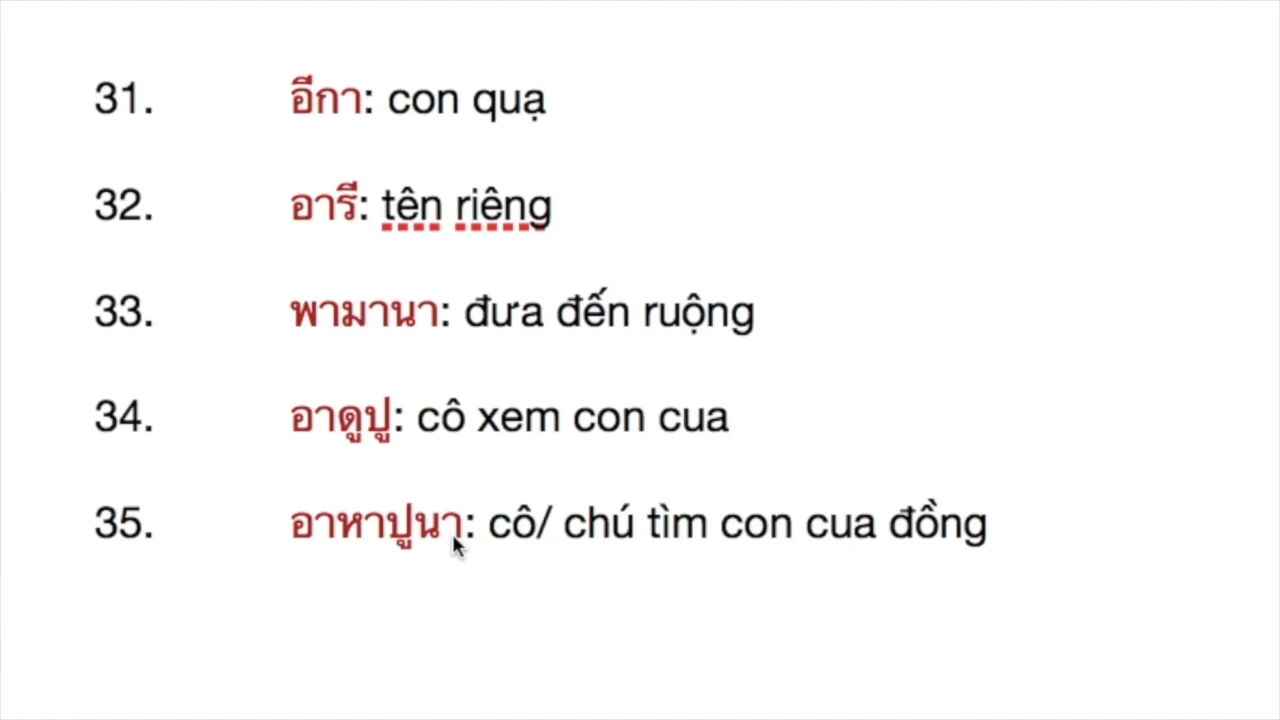 31. อีกา: con quạ
32. อารี: tên riêng
33. พามานา: đưa đến ruộng
34. อาดูปู: cô xem con cua
35. อาหาปูนา: cô/ chú tìm con cua đồng